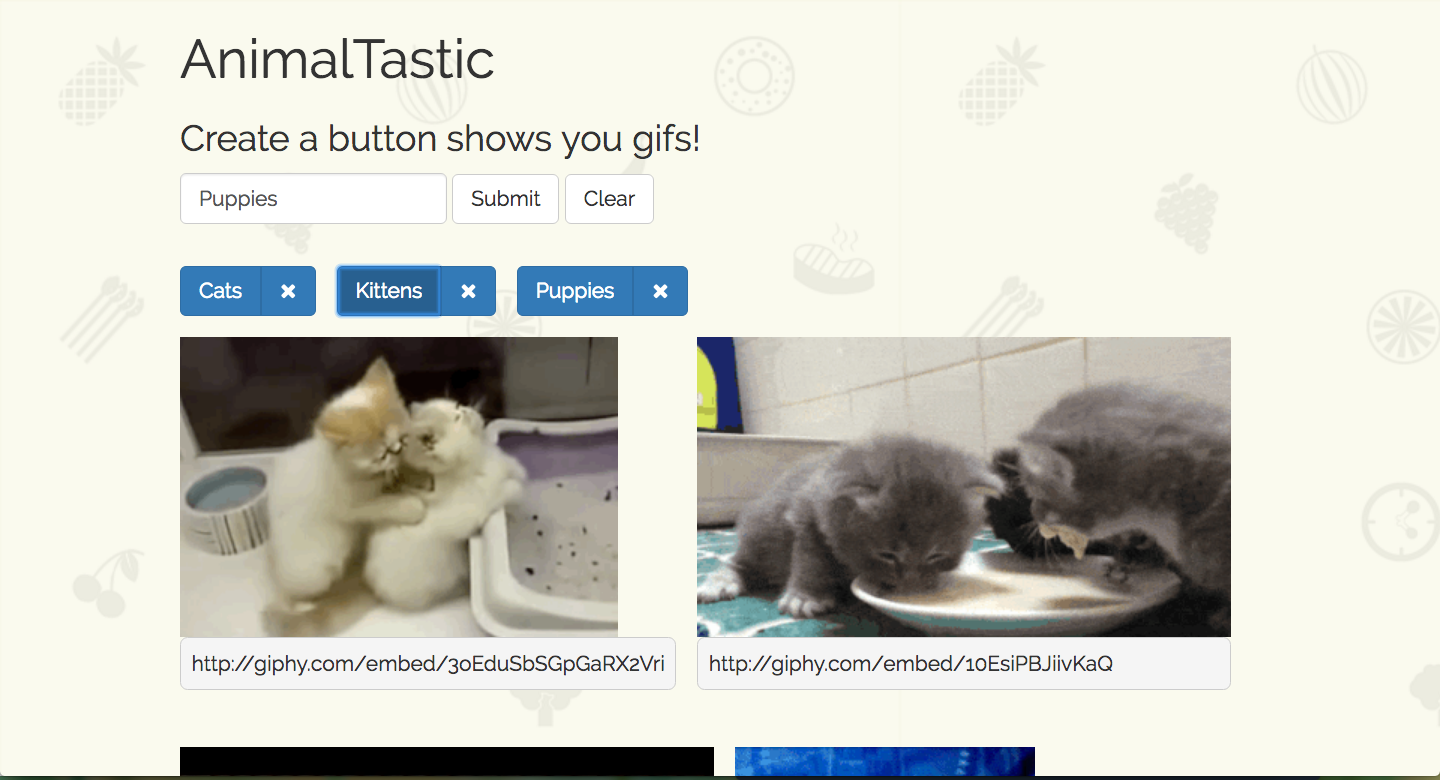 AnimalTastic
Create a button shows you gifs!
Puppies Submit Clear
Cats × Kittens × Puppies ×
http://giphy.com/embed/3oEduSbSGpGaRX2Vri http://giphy.com/embed/10EsiPBJiivKaQ